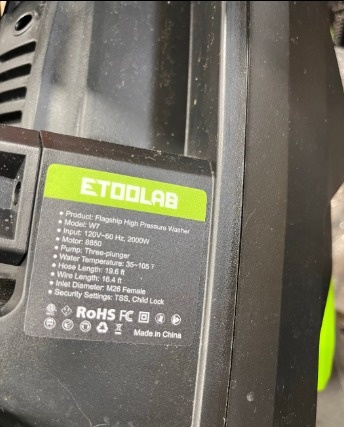 ETOOLAB
• Product: Flagship High Pressure Washer
• Model: W7
• Input: 120V~60 Hz, 2000W
• Motor: 8850
• Pump: Three-plunger
• Water Temperature: 35~105 ?
• Hose Length: 19.6 ft
• Wire Length: 16.4 ft
• Inlet Diameter: M26 Female
• Security Settings: TSS, Child Lock
RoHS FC
Made in China